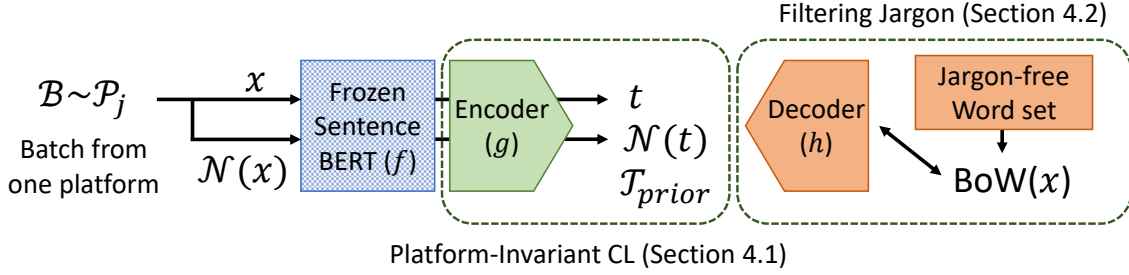 Filtering Jargon (Section 4.2)
ℬ~𝒫ⱼ
Batch from
one platform
x
𝒩(x)
Frozen
Sentence
BERT (f)
Encoder
(g)
t
𝒩(t)
𝒯prior
Decoder
(h)
Jargon-free
Word set
BoW(x)
Platform-Invariant CL (Section 4.1)